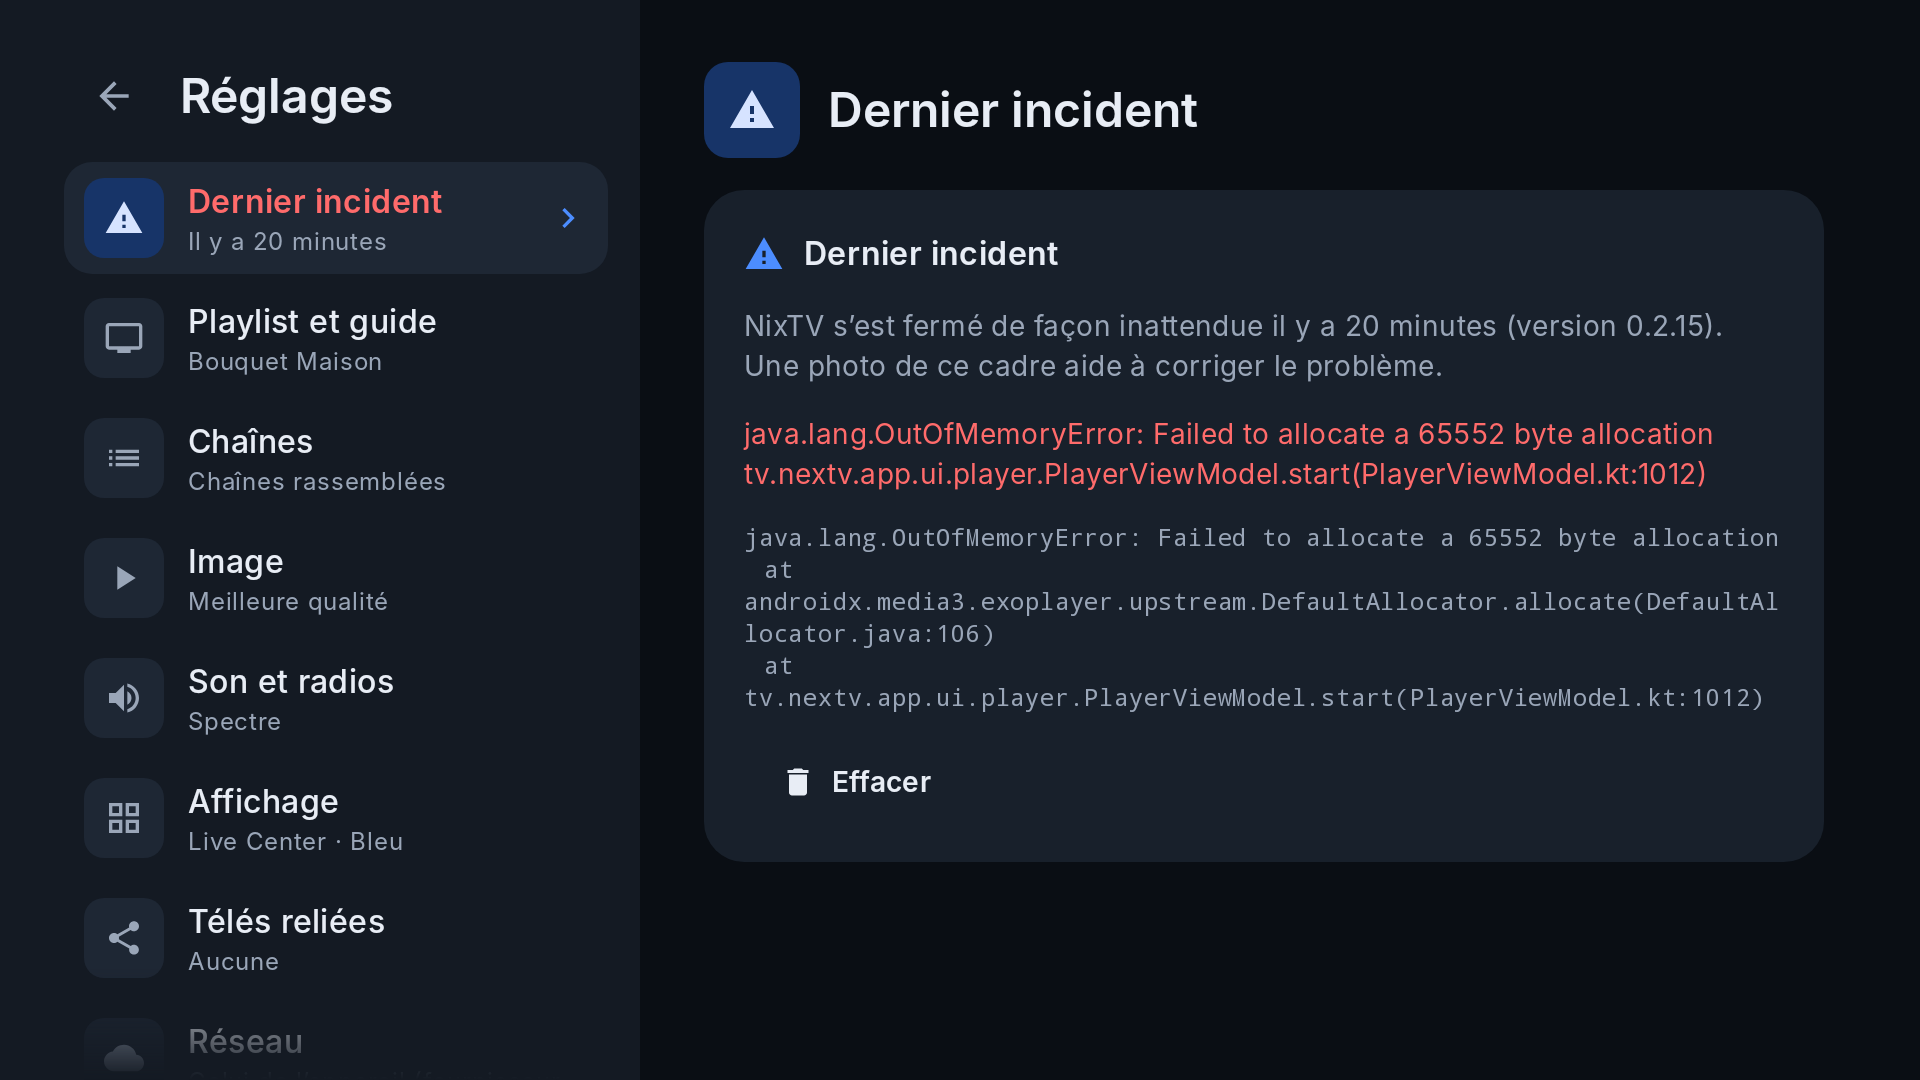 Réglages
Dernier incident
Il y a 20 minutes
Playlist et guide
Bouquet Maison
Chaînes
Chaînes rassemblées
Image
Meilleure qualité
Son et radios
Spectre
Affichage
Live Center · Bleu
Télés reliées
Aucune
Réseau
Dernier incident
Dernier incident
NixTV s’est fermé de façon inattendue il y a 20 minutes (version 0.2.15).
Une photo de ce cadre aide à corriger le problème.
java.lang.OutOfMemoryError: Failed to allocate a 65552 byte allocation
tv.nextv.app.ui.player.PlayerViewModel.start(PlayerViewModel.kt:1012)
java.lang.OutOfMemoryError: Failed to allocate a 65552 byte allocation
at
androidx.media3.exoplayer.upstream.DefaultAllocator.allocate(DefaultAl
locator.java:106)
at
tv.nextv.app.ui.player.PlayerViewModel.start(PlayerViewModel.kt:1012)
Effacer